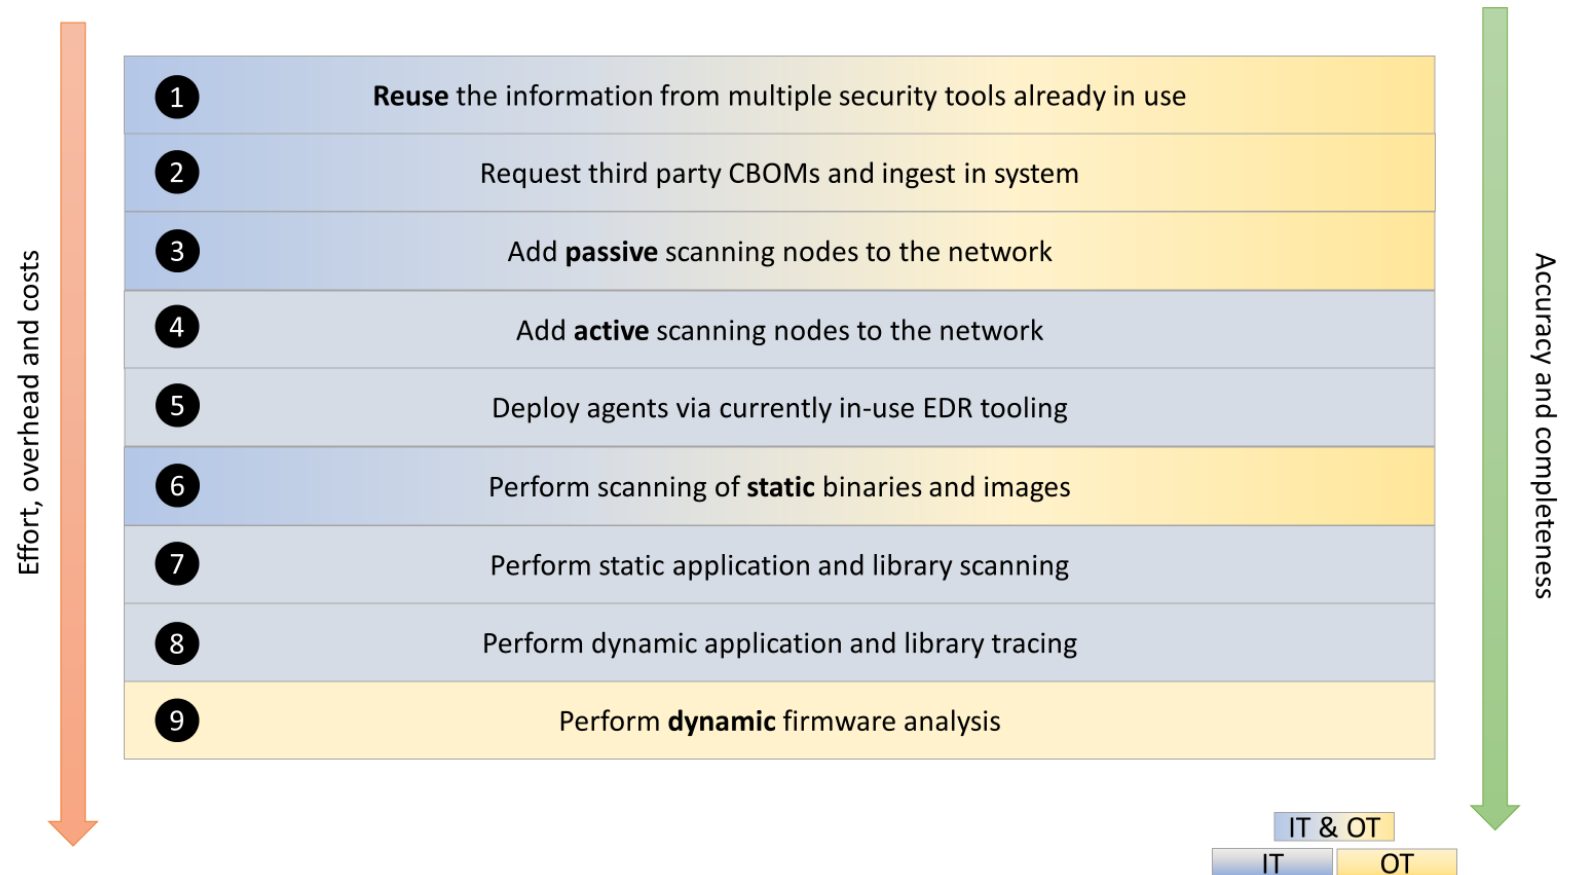 1 Reuse the information from multiple security tools already in use
2 Request third party CBOMs and ingest in system
3 Add passive scanning nodes to the network
4 Add active scanning nodes to the network
5 Deploy agents via currently in-use EDR tooling
6 Perform scanning of static binaries and images
7 Perform static application and library scanning
8 Perform dynamic application and library tracing
9 Perform dynamic firmware analysis
Effort, overhead and costs
Accuracy and completeness
IT & OT
IT
OT